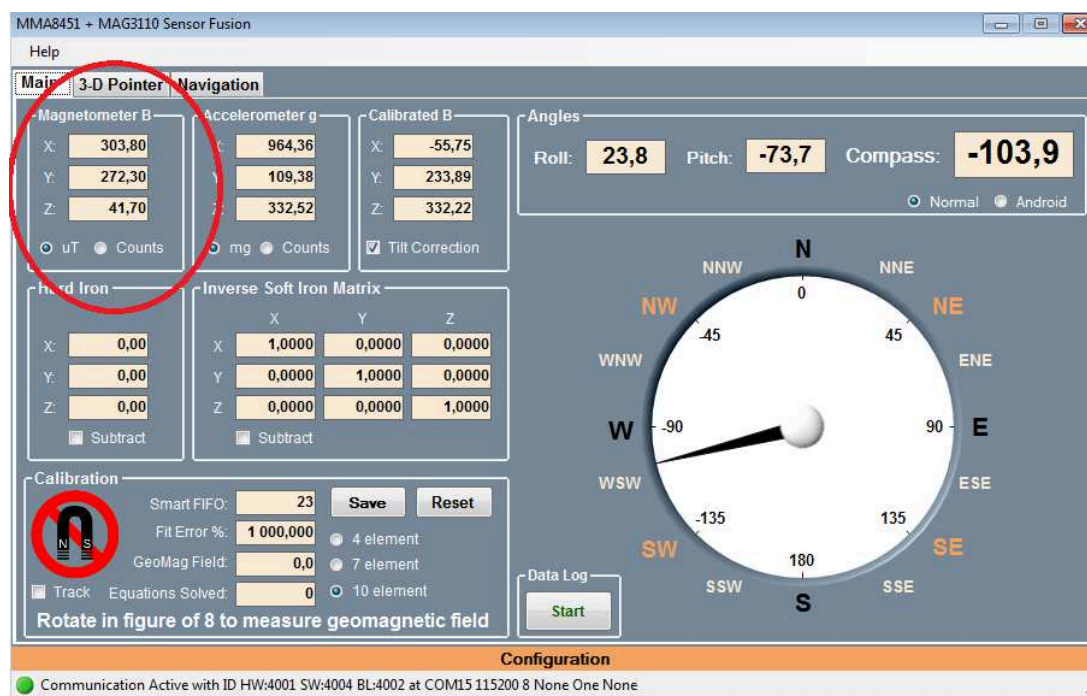 MMA8451 + MAG3110 Sensor Fusion
Help
Main 3-D Pointer Navigation
Magnetometer B
X: 303,80
Y: 272,30
Z: 41,70
uT Counts
Accelerometer g
X: 964,36
Y: 109,38
Z: 332,52
mg Counts
Calibrated B
X: -55,75
Y: 233,89
Z: 332,22
Tilt Correction
Angles
Roll: 23,8 Pitch: -73,7 Compass: -103,9
Normal Android
Hard Iron
X: 0,00
Y: 0,00
Z: 0,00
Subtract
Inverse Soft Iron Matrix
X Y Z
X 1,0000 0,0000 0,0000
Y 0,0000 1,0000 0,0000
Z 0,0000 0,0000 1,0000
Subtract
N
NNW NNE
0
NW NE
-45 45
WNW ENE
W -90 90 E
WSW ESE
-135 135
SW SE
180
SSW SSE
S
Calibration
N S
Smart FIFO: 23 Save Reset
Fit Error %: 1 000,000 4 element
GeoMag Field: 0,0 7 element
Track Equations Solved: 0 10 element
Rotate in figure of 8 to measure geomagnetic field
Data Log
Start
Configuration
Communication Active with ID HW:4001 SW:4004 BL:4002 at COM15 115200 8 None One None